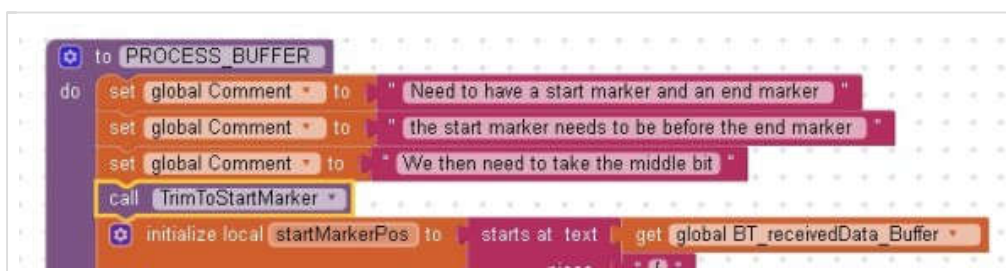 to PROCESS_BUFFER
do set global Comment to " Need to have a start marker and an end marker "
set global Comment to " the start marker needs to be before the end marker "
set global Comment to " We then need to take the middle bit "
call TrimToStartMarker
initialize local startMarkerPos to starts at text get global BT_receivedData_Buffer